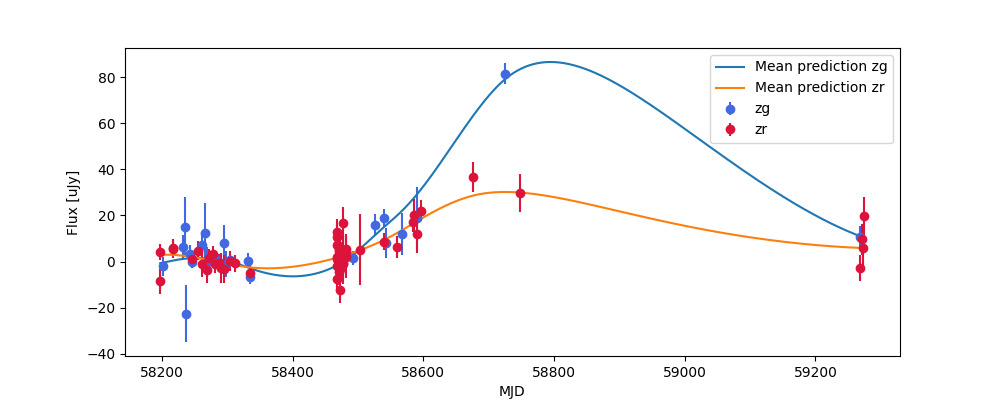 Flux [uJy]
80
60
40
20
0
−20
−40
58200 58400 58600 58800 59000 59200
MJD
Mean prediction zg
Mean prediction zr
zg
zr